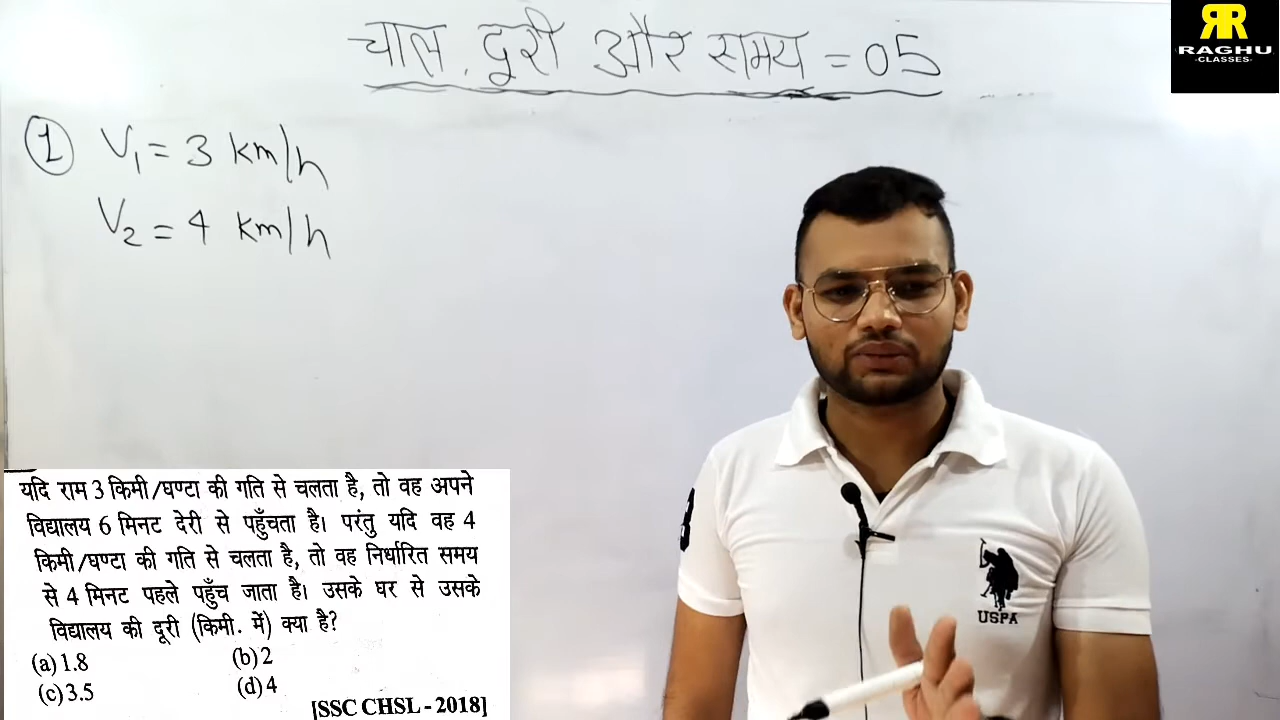 चाल, दूरी और समय = 05
RR
RAGHU
-CLASSES-
① V₁ = 3 km/h
V₂ = 4 km/h
यदि राम 3 किमी/घण्टा की गति से चलता है, तो वह अपने
विद्यालय 6 मिनट देरी से पहुँचता है। परंतु यदि वह 4
किमी/घण्टा की गति से चलता है, तो वह निर्धारित समय
से 4 मिनट पहले पहुँच जाता है। उसके घर से उसके
विद्यालय की दूरी (किमी. में) क्या है?
(a) 1.8 (b) 2
(c) 3.5 (d) 4
[SSC CHSL - 2018]
USPA